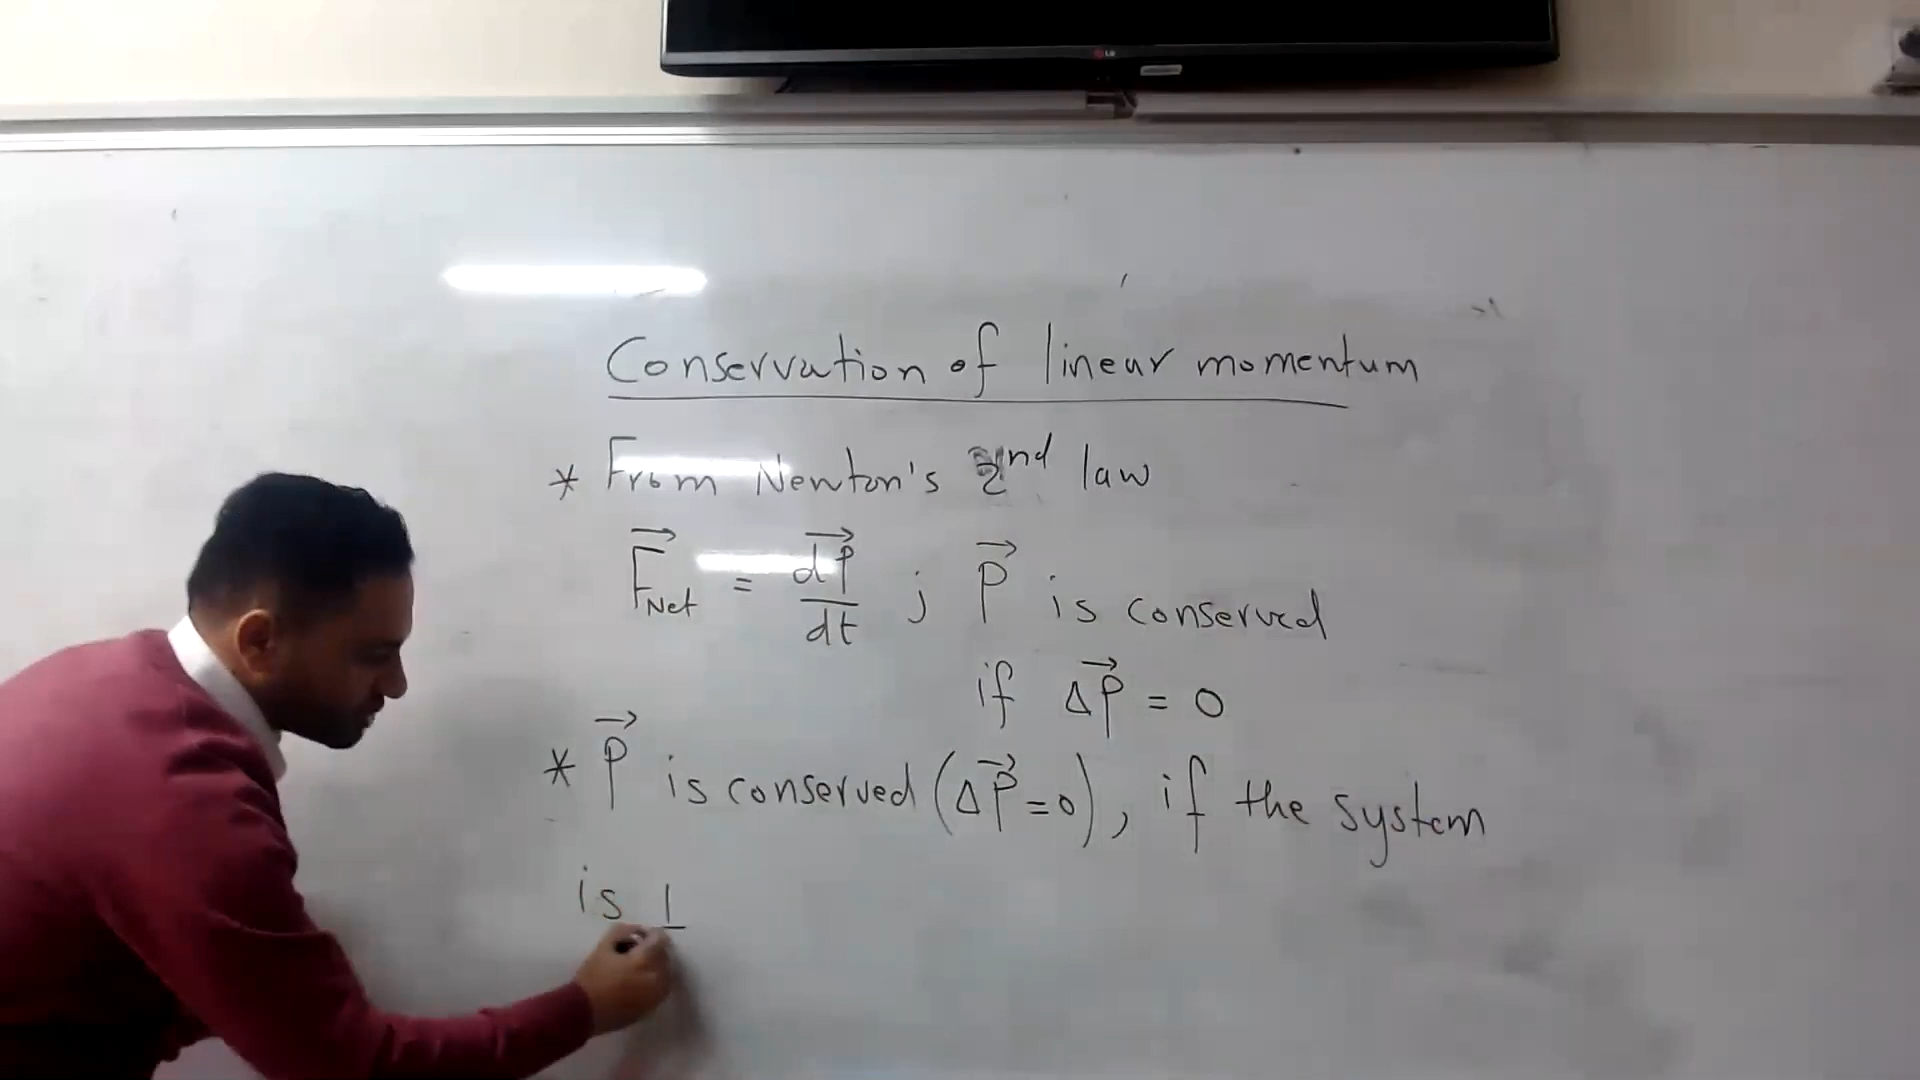 LG
Conservation of linear momentum
* From Newton's 2nd law
F⃗Net = dP⃗/dt ; P⃗ is conserved
if ΔP⃗ = 0
* P⃗ is conserved (ΔP⃗ = 0), if the system
is